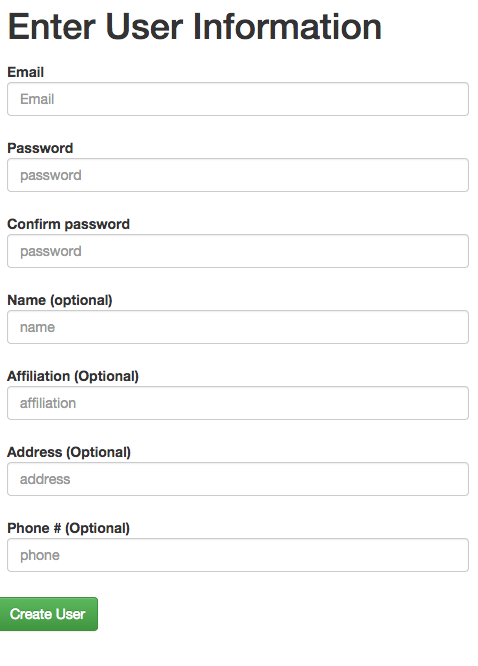 Enter User Information
Email
Email
Password
password
Confirm password
password
Name (optional)
name
Affiliation (Optional)
affiliation
Address (Optional)
address
Phone # (Optional)
phone
Create User